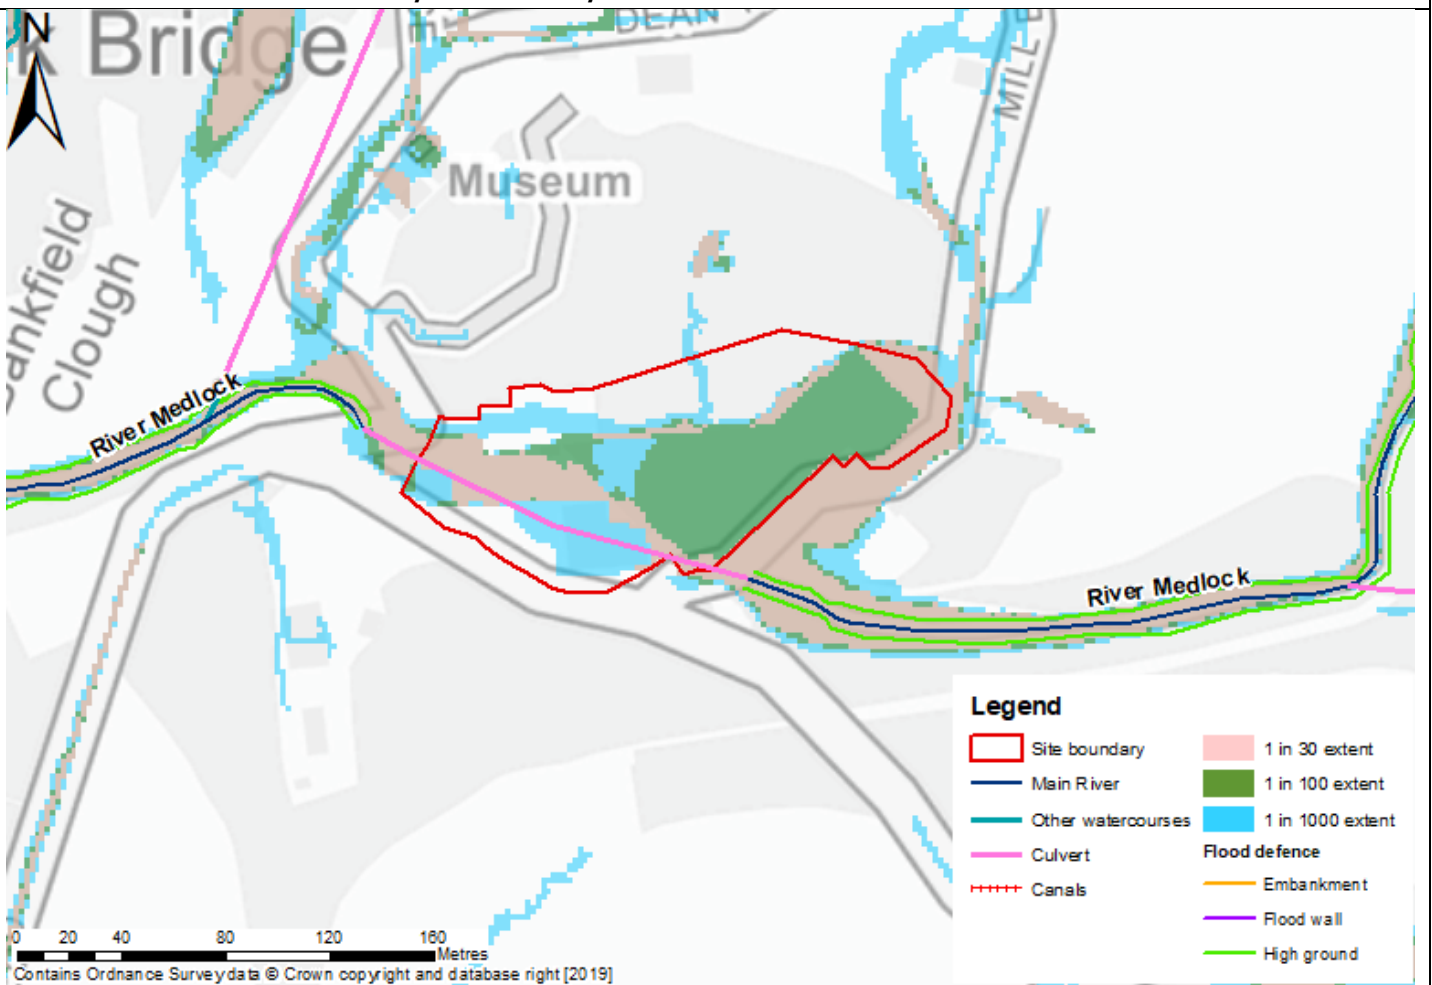 N
k Bridge
DEAN
MILL B
Museum
ankfield
Clough
River Medlock
River Medlock
Legend
Site boundary
Main River
Other watercourses
Culvert
Canals
1 in 30 extent
1 in 100 extent
1 in 1000 extent
Flood defence
Embankment
Flood wall
High ground
0 20 40 80 120 160
Metres
Contains Ordnance Survey data © Crown copyright and database right [2019]